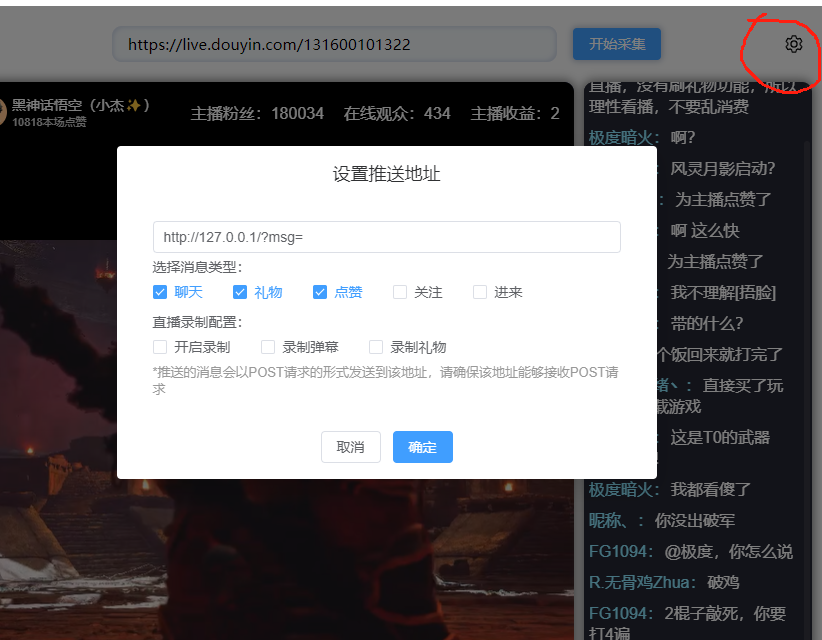 https://live.douyin.com/131600101322
开始采集
黑神话悟空（小杰✨）
10818本场点赞
主播粉丝：180034 在线观众：434 主播收益：2
直播，没有刷礼物功能，所以
理性看播，不要乱消费
极度暗火：啊?
风灵月影启动?
：为主播点赞了
啊 这么快
为主播点赞了
我不理解[捂脸]
带的什么?
个饭回来就打完了
绪丶：直接买了玩
载游戏
这是T0的武器
极度暗火：我都看傻了
昵称、：你没出破军
FG1094：@极度，你怎么说
R.无骨鸡Zhua：破鸡
FG1094：2棍子敲死，你要
打4遍
设置推送地址
http://127.0.0.1/?msg=
选择消息类型：
聊天 礼物 点赞 关注 进来
直播录制配置：
开启录制 录制弹幕 录制礼物
*推送的消息会以POST请求的形式发送到该地址，请确保该地址能够接收POST请
求
取消 确定